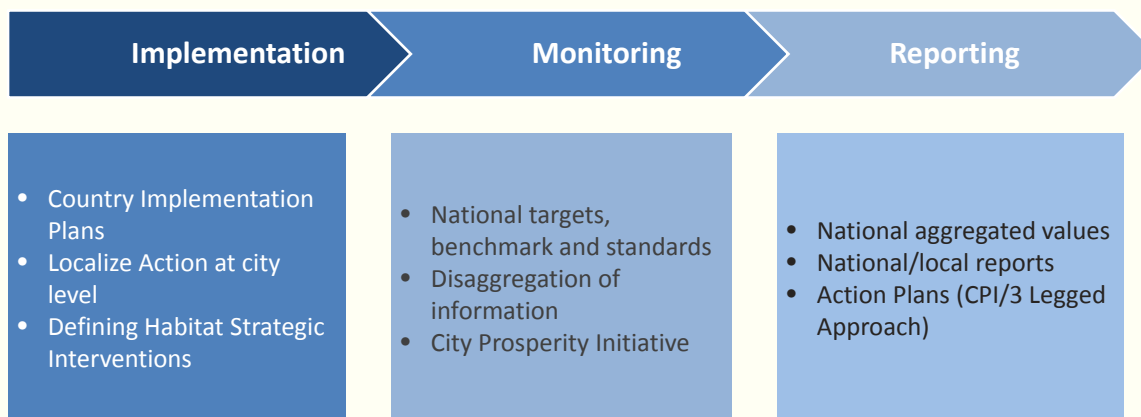 Implementation
Monitoring
Reporting
• Country Implementation
Plans
• Localize Action at city
level
• Defining Habitat Strategic
Interventions
• National targets,
benchmark and standards
• Disaggregation of
information
• City Prosperity Initiative
• National aggregated values
• National/local reports
• Action Plans (CPI/3 Legged
Approach)